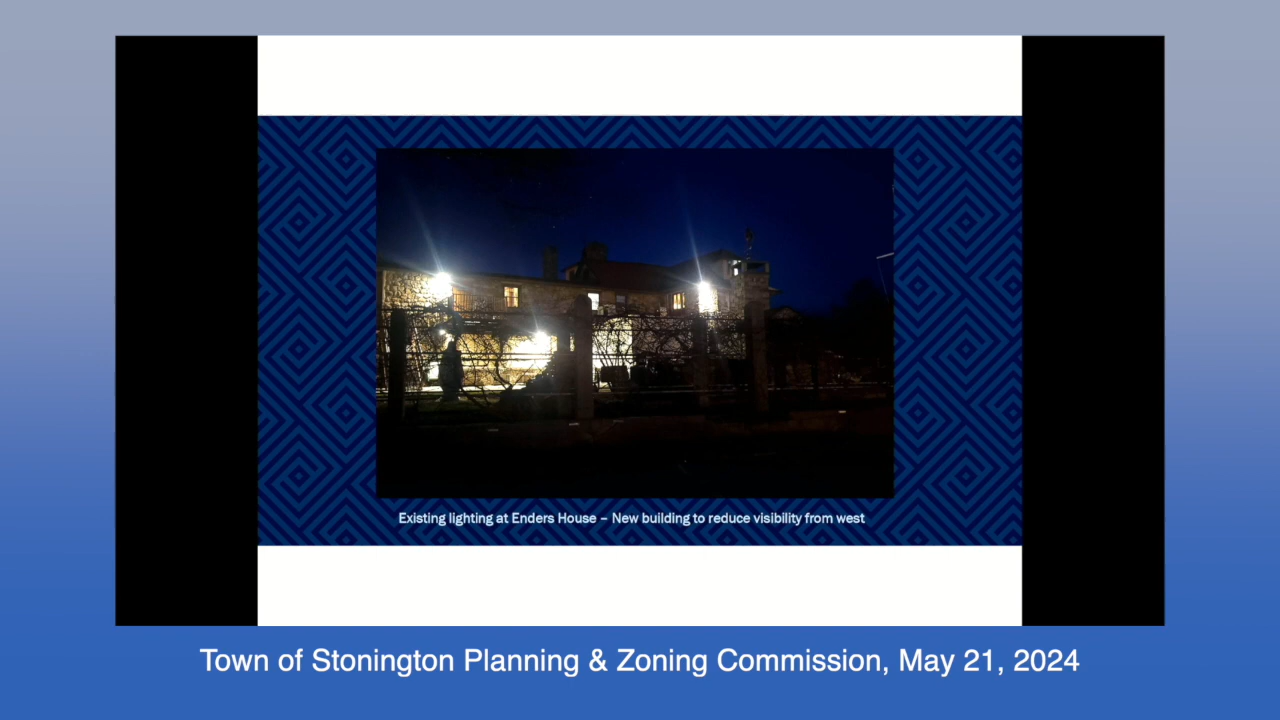 Existing lighting at Enders House – New building to reduce visibility from west
Town of Stonington Planning & Zoning Commission, May 21, 2024